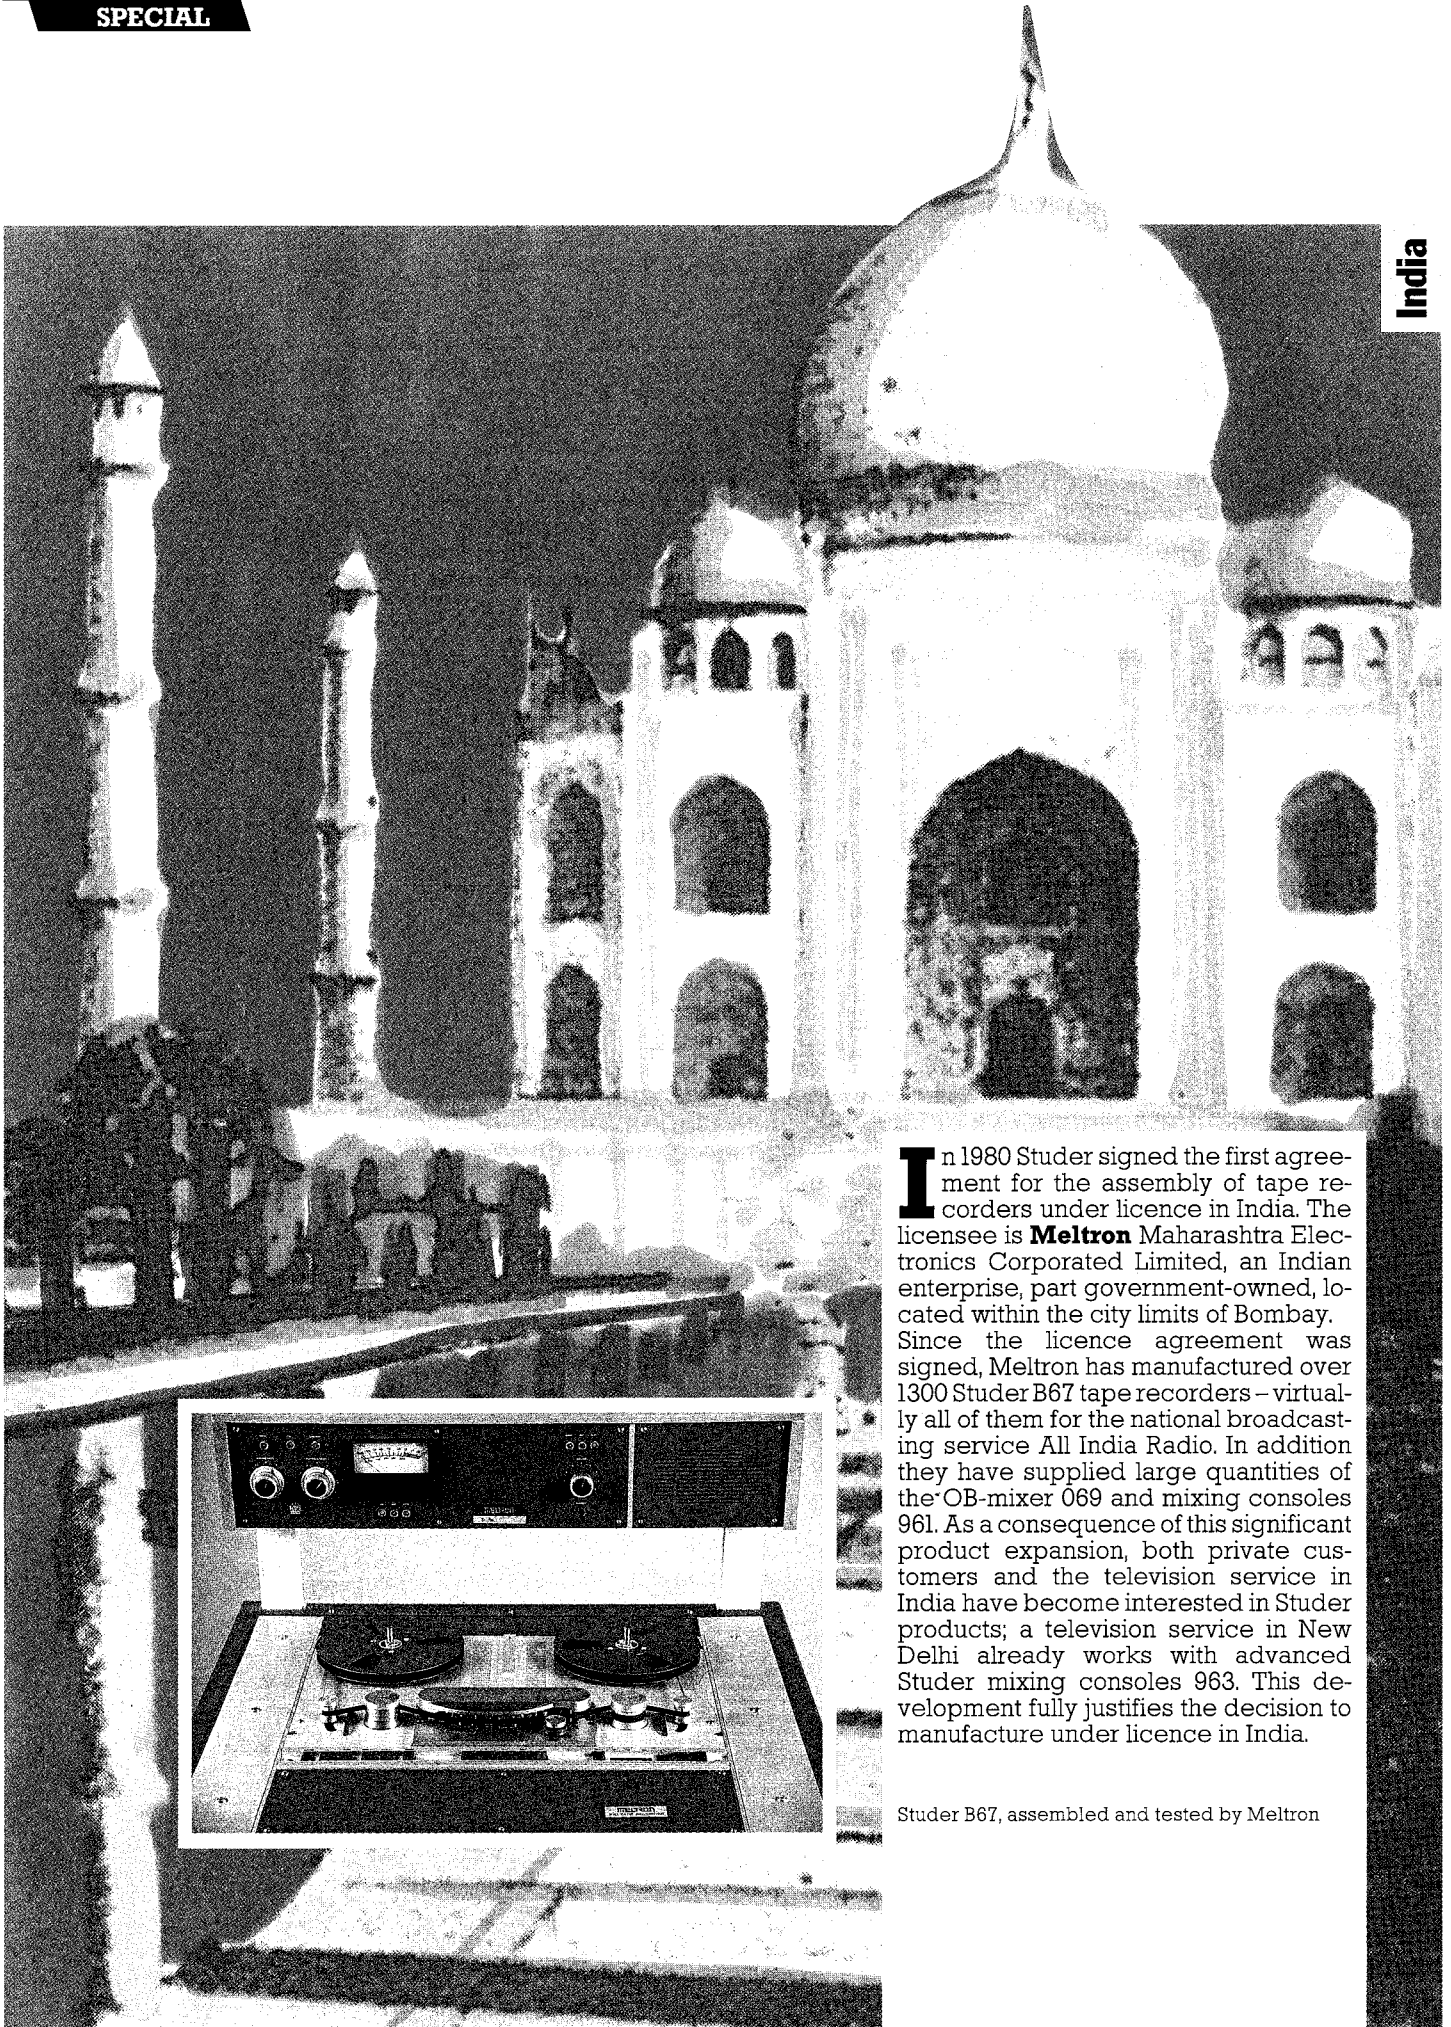 SPECIAL
India
In 1980 Studer signed the first agree-
ment for the assembly of tape re-
corders under licence in India. The
licensee is Meltron Maharashtra Elec-
tronics Corporated Limited, an Indian
enterprise, part government-owned, lo-
cated within the city limits of Bombay.
Since the licence agreement was
signed, Meltron has manufactured over
1300 Studer B67 tape recorders – virtual-
ly all of them for the national broadcast-
ing service All India Radio. In addition
they have supplied large quantities of
the OB-mixer 069 and mixing consoles
961. As a consequence of this significant
product expansion, both private cus-
tomers and the television service in
India have become interested in Studer
products; a television service in New
Delhi already works with advanced
Studer mixing consoles 963. This de-
velopment fully justifies the decision to
manufacture under licence in India.
Studer B67, assembled and tested by Meltron